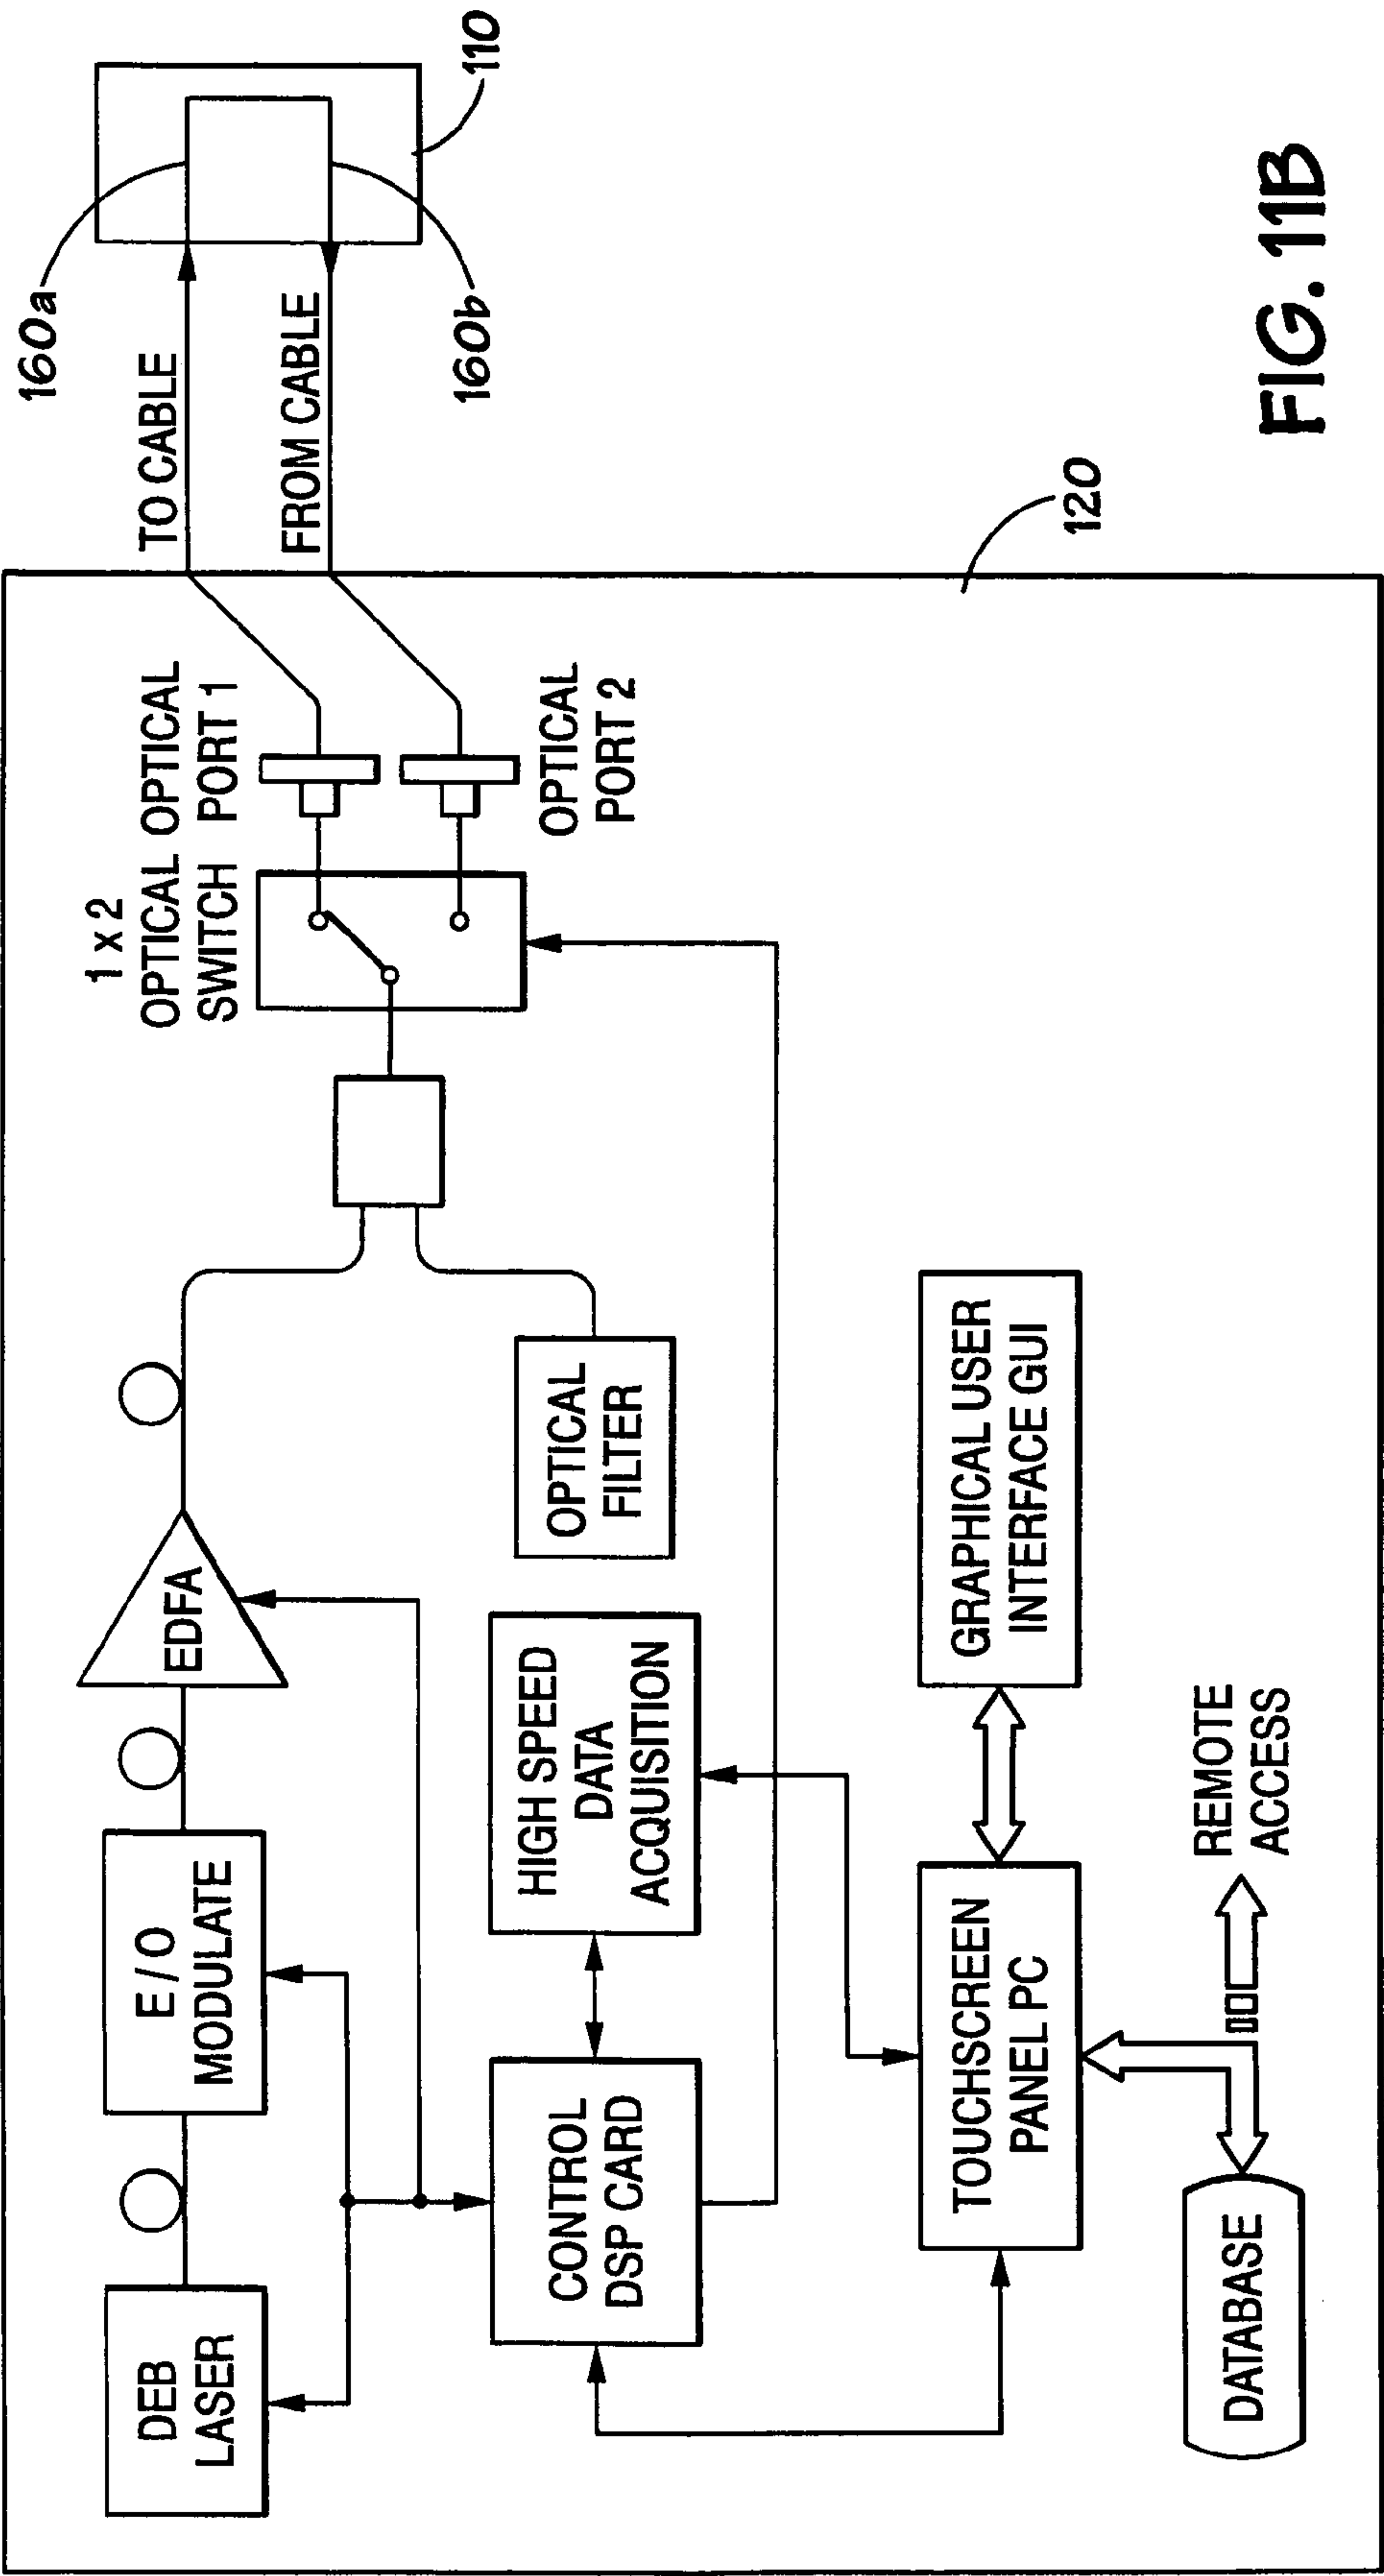 160a
TO CABLE
FROM CABLE
160b
110
1 x 2
OPTICAL
SWITCH
OPTICAL
PORT 1
OPTICAL
PORT 2
120
DEB
LASER
E / O
MODULATE
EDFA
OPTICAL
FILTER
CONTROL
DSP CARD
HIGH SPEED
DATA
ACQUISITION
TOUCHSCREEN
PANEL PC
GRAPHICAL USER
INTERFACE GUI
DATABASE
REMOTE
ACCESS
FIG. 11B